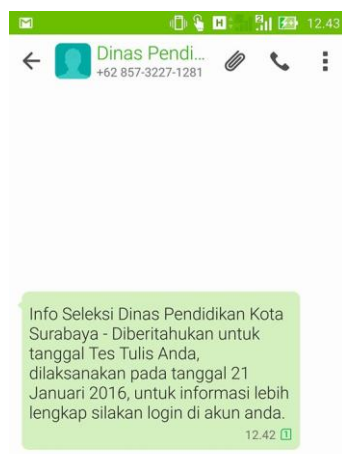 12.43
Dinas Pendi...
+62 857-3227-1281
Info Seleksi Dinas Pendidikan Kota
Surabaya - Diberitahukan untuk
tanggal Tes Tulis Anda,
dilaksanakan pada tanggal 21
Januari 2016, untuk informasi lebih
lengkap silakan login di akun anda.
12.42 1